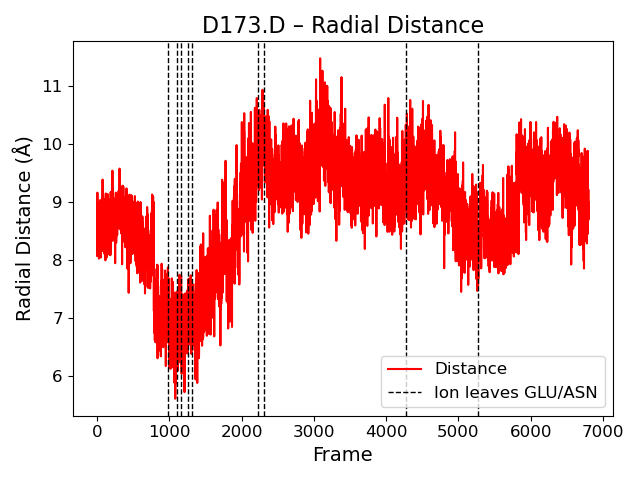 D173.D – Radial Distance
Radial Distance (Å)
11
10
9
8
7
6
0 1000 2000 3000 4000 5000 6000 7000
Frame
Distance
Ion leaves GLU/ASN